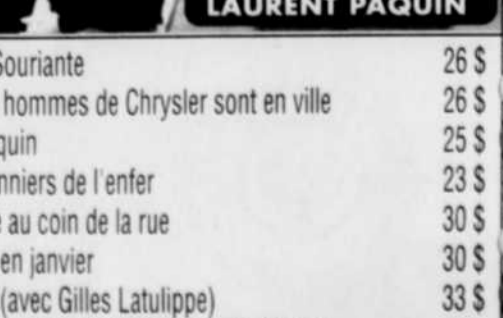 LAURENT PAQUIN
Souriante 26 $
hommes de Chrysler sont en ville 26 $
quin 25 $
nniers de l'enfer 23 $
au coin de la rue 30 $
en janvier 30 $
(avec Gilles Latulippe) 33 $